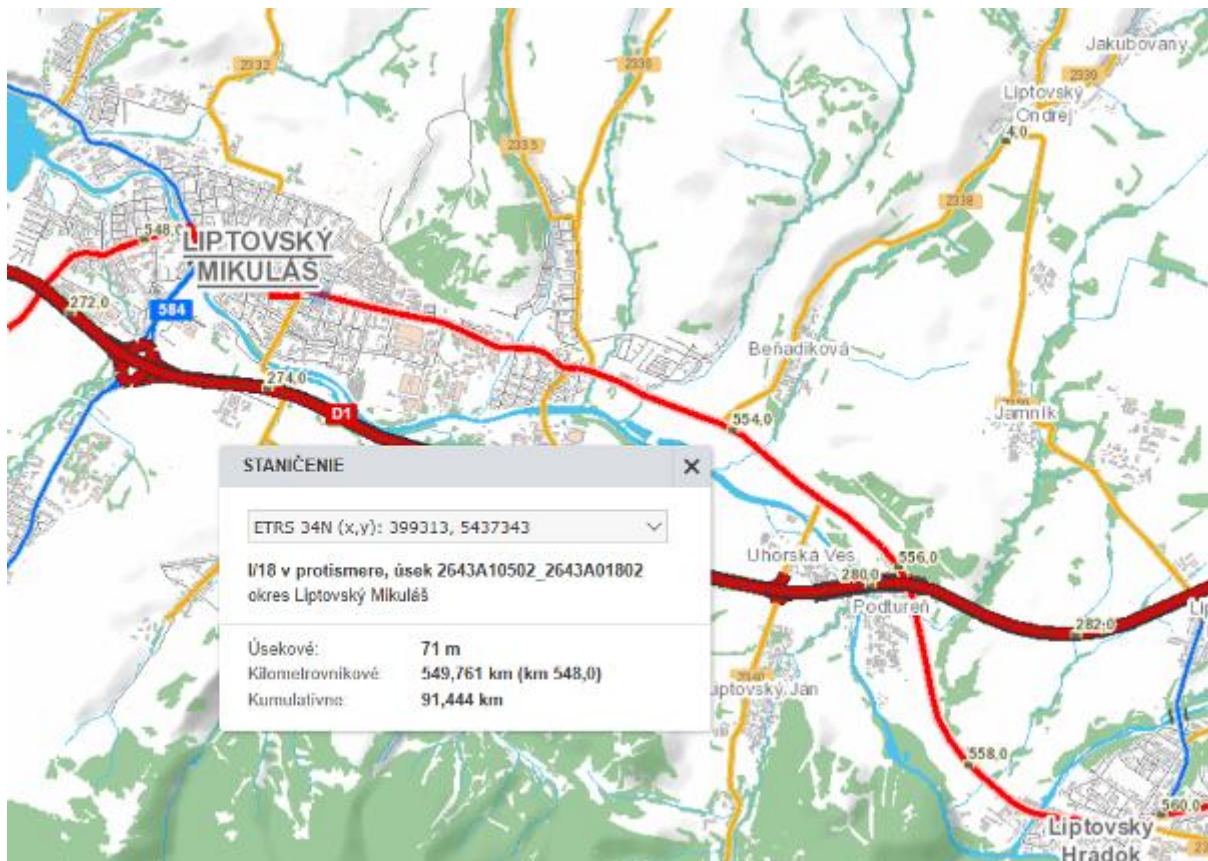 Jakubovany
2332
2336
2339
Liptovský
Ondrej
4,0
2335
2338
548,0
LIPTOVSKÝ
MIKULÁŠ
272,0
584
Beňadiková
274,0
D1
554,0
Jamník
STANIČENIE
ETRS 34N (x,y): 399313, 5437343
I/18 v protismere, úsek 2643A10502_2643A01802
okres Liptovský Mikuláš
Úsekové: 71 m
Kilometrovníkové: 549,761 km (km 548,0)
Kumulatívne: 91,444 km
Uhorská Ves
556,0
280,0
Podtureň
282,0
Liptovský Ján
558,0
560,0
Liptovský
Hrádok